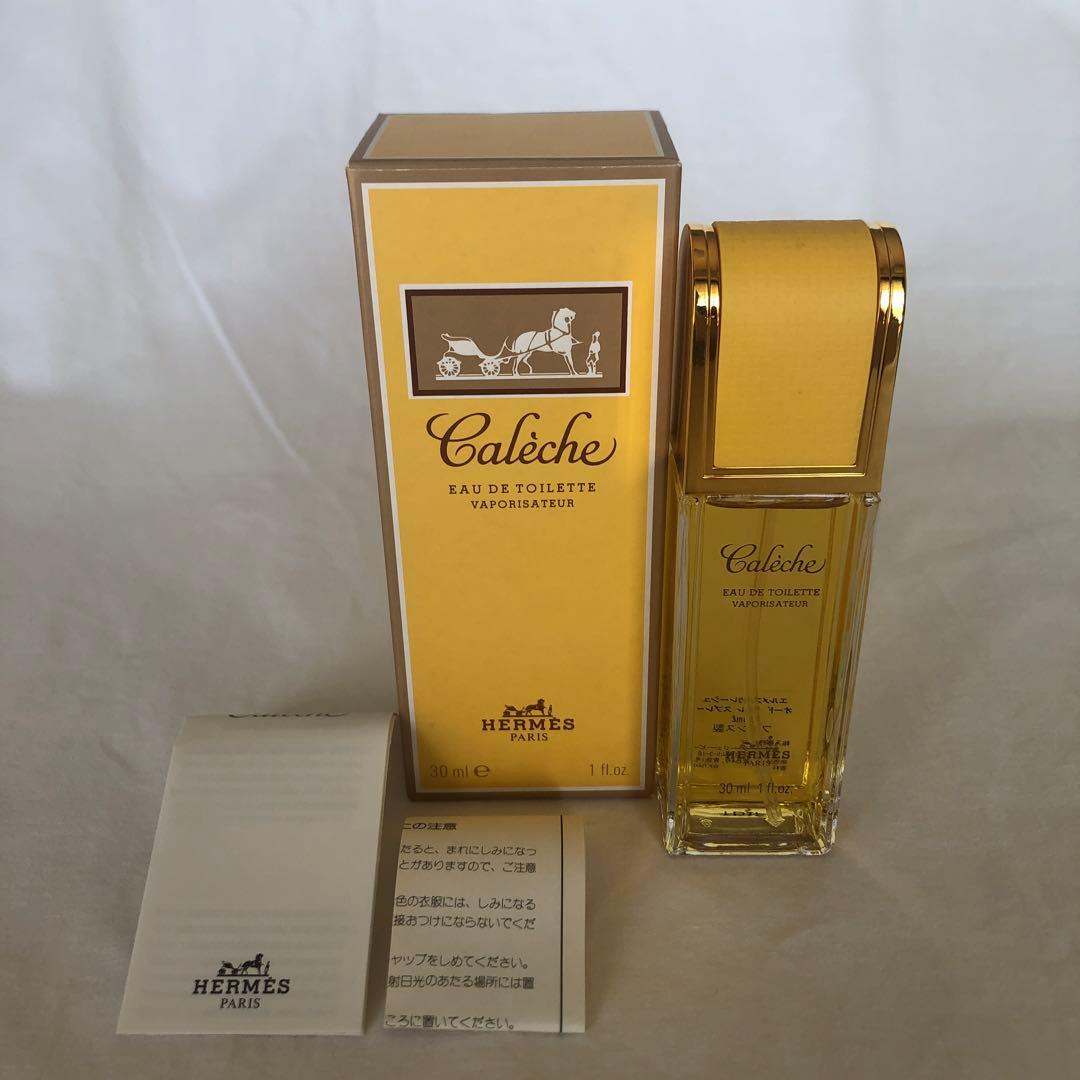 Calèche
EAU DE TOILETTE
VAPORISATEUR
HERMÈS
PARIS
30 ml e
1 fl.oz.
Calèche
EAU DE TOILETTE
VAPORISATEUR
HERMÈS
PARIS
30 ml 1 fl.oz.
Calèche
HERMÈS
PARIS
この注意
たると、まれにしみになっ
とがありますので、ご注意
色の衣服には、しみになる
接おつけにならないでくだ
ャップをしめてください。
射日光のあたる場所には置
ころに置いてください。